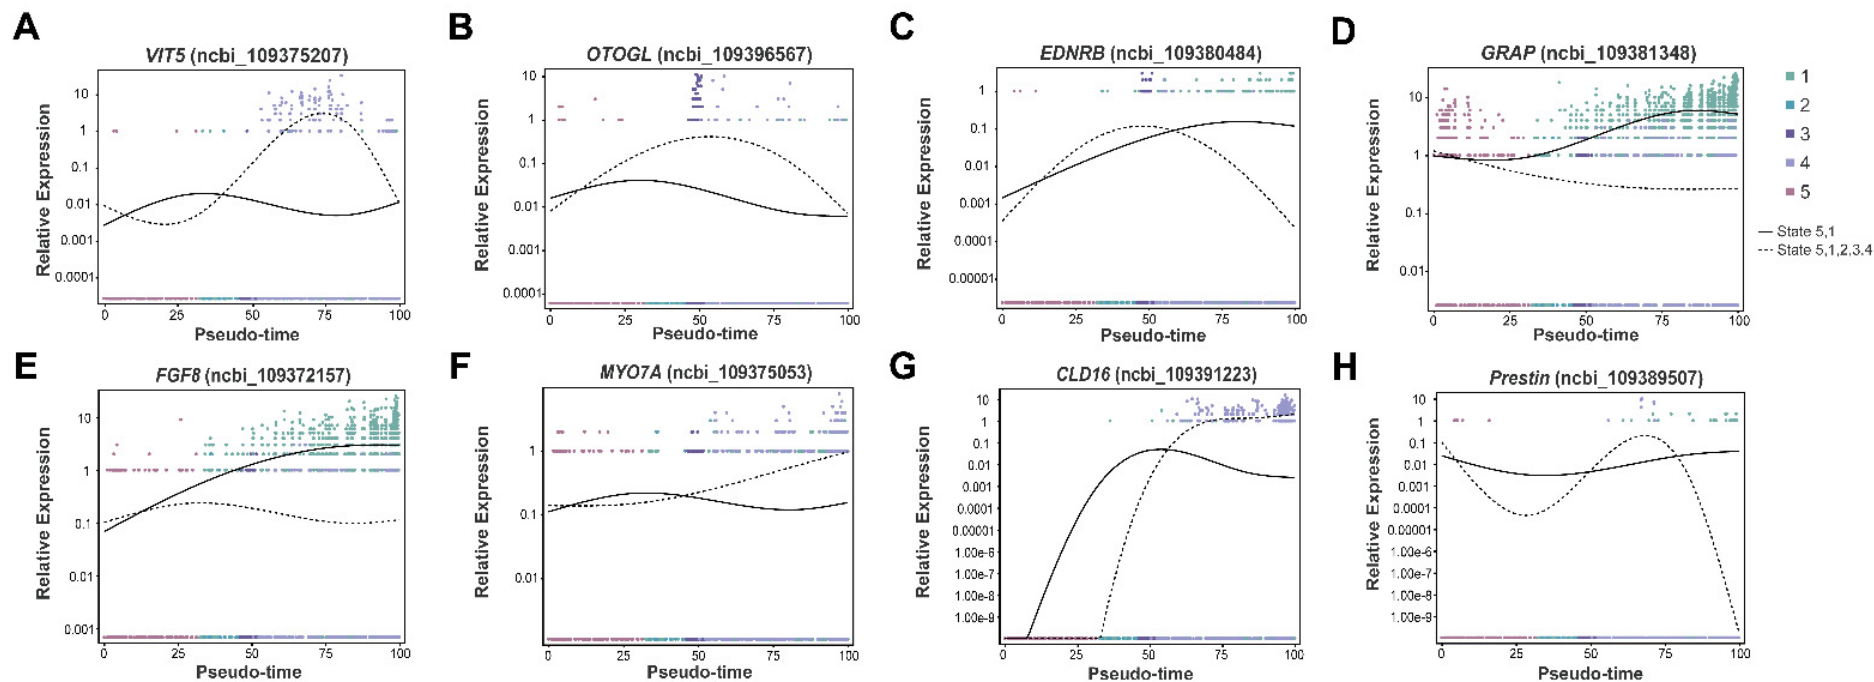 A
VIT5 (ncbi_109375207)
Relative Expression
10
1
0.1
0.01
0.001
0.0001
0
25
50
75
100
Pseudo-time
B
OTOGL (ncbi_109396567)
Relative Expression
10
1
0.1
0.01
0.001
0.0001
0
25
50
75
100
Pseudo-time
C
EDNRB (ncbi_109380484)
Relative Expression
1
0.1
0.01
0.001
0.0001
0.00001
0
25
50
75
100
Pseudo-time
D
GRAP (ncbi_109381348)
Relative Expression
10
1
0.1
0.01
0
25
50
75
100
Pseudo-time
1
2
3
4
5
State 5,1
State 5,1,2,3.4
E
FGF8 (ncbi_109372157)
Relative Expression
10
1
0.1
0.01
0.001
0
25
50
75
100
Pseudo-time
F
MYO7A (ncbi_109375053)
Relative Expression
1
0.1
0.01
0
25
50
75
100
Pseudo-time
G
CLD16 (ncbi_109391223)
Relative Expression
10
1
0.1
0.01
0.001
0.0001
0.00001
1.00e-6
1.00e-7
1.00e-8
1.00e-9
0
25
50
75
100
Pseudo-time
H
Prestin (ncbi_109389507)
Relative Expression
10
1
0.1
0.01
0.001
0.0001
0.00001
1.00e-6
1.00e-7
1.00e-8
1.00e-9
0
25
50
75
100
Pseudo-time